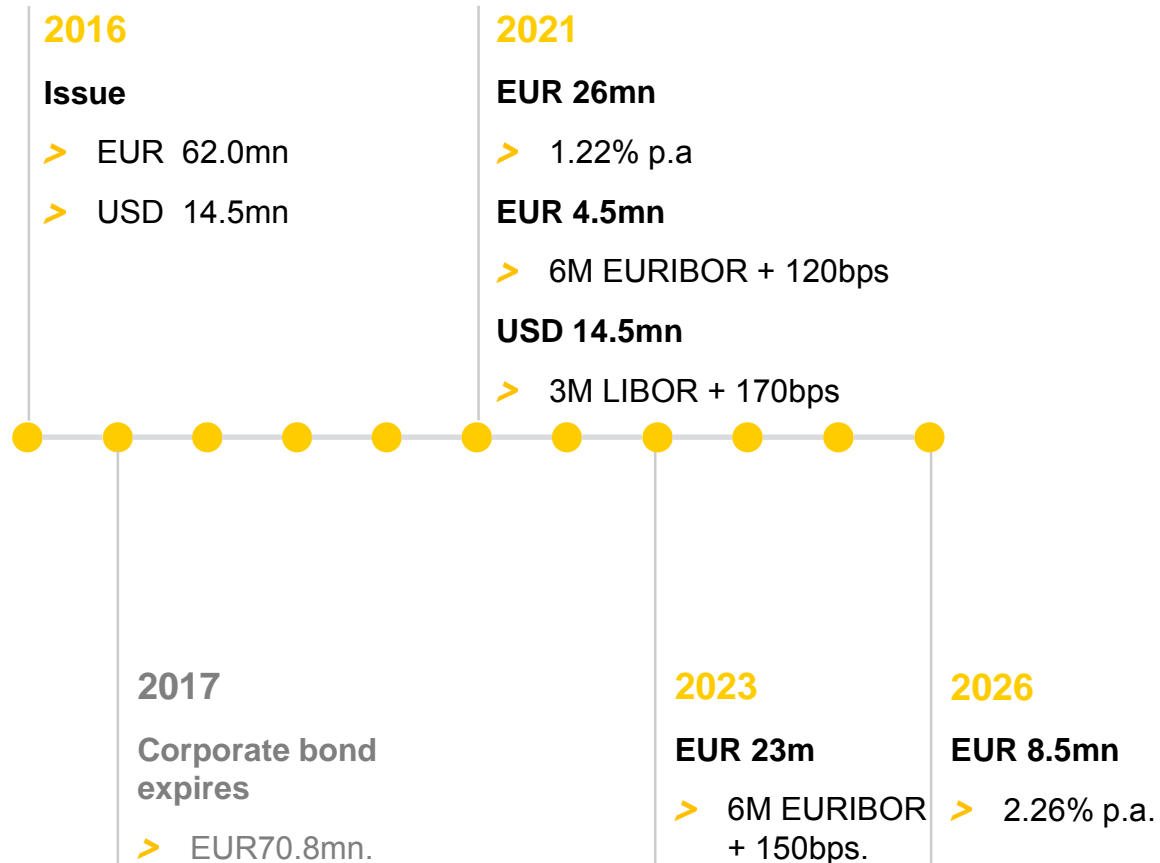 2016
Issue
> EUR 62.0mn
> USD 14.5mn
2021
EUR 26mn
> 1.22% p.a
EUR 4.5mn
> 6M EURIBOR + 120bps
USD 14.5mn
> 3M LIBOR + 170bps
2017
Corporate bond
expires
> EUR70.8mn.
2023
EUR 23m
> 6M EURIBOR
+ 150bps.
2026
EUR 8.5mn
> 2.26% p.a.